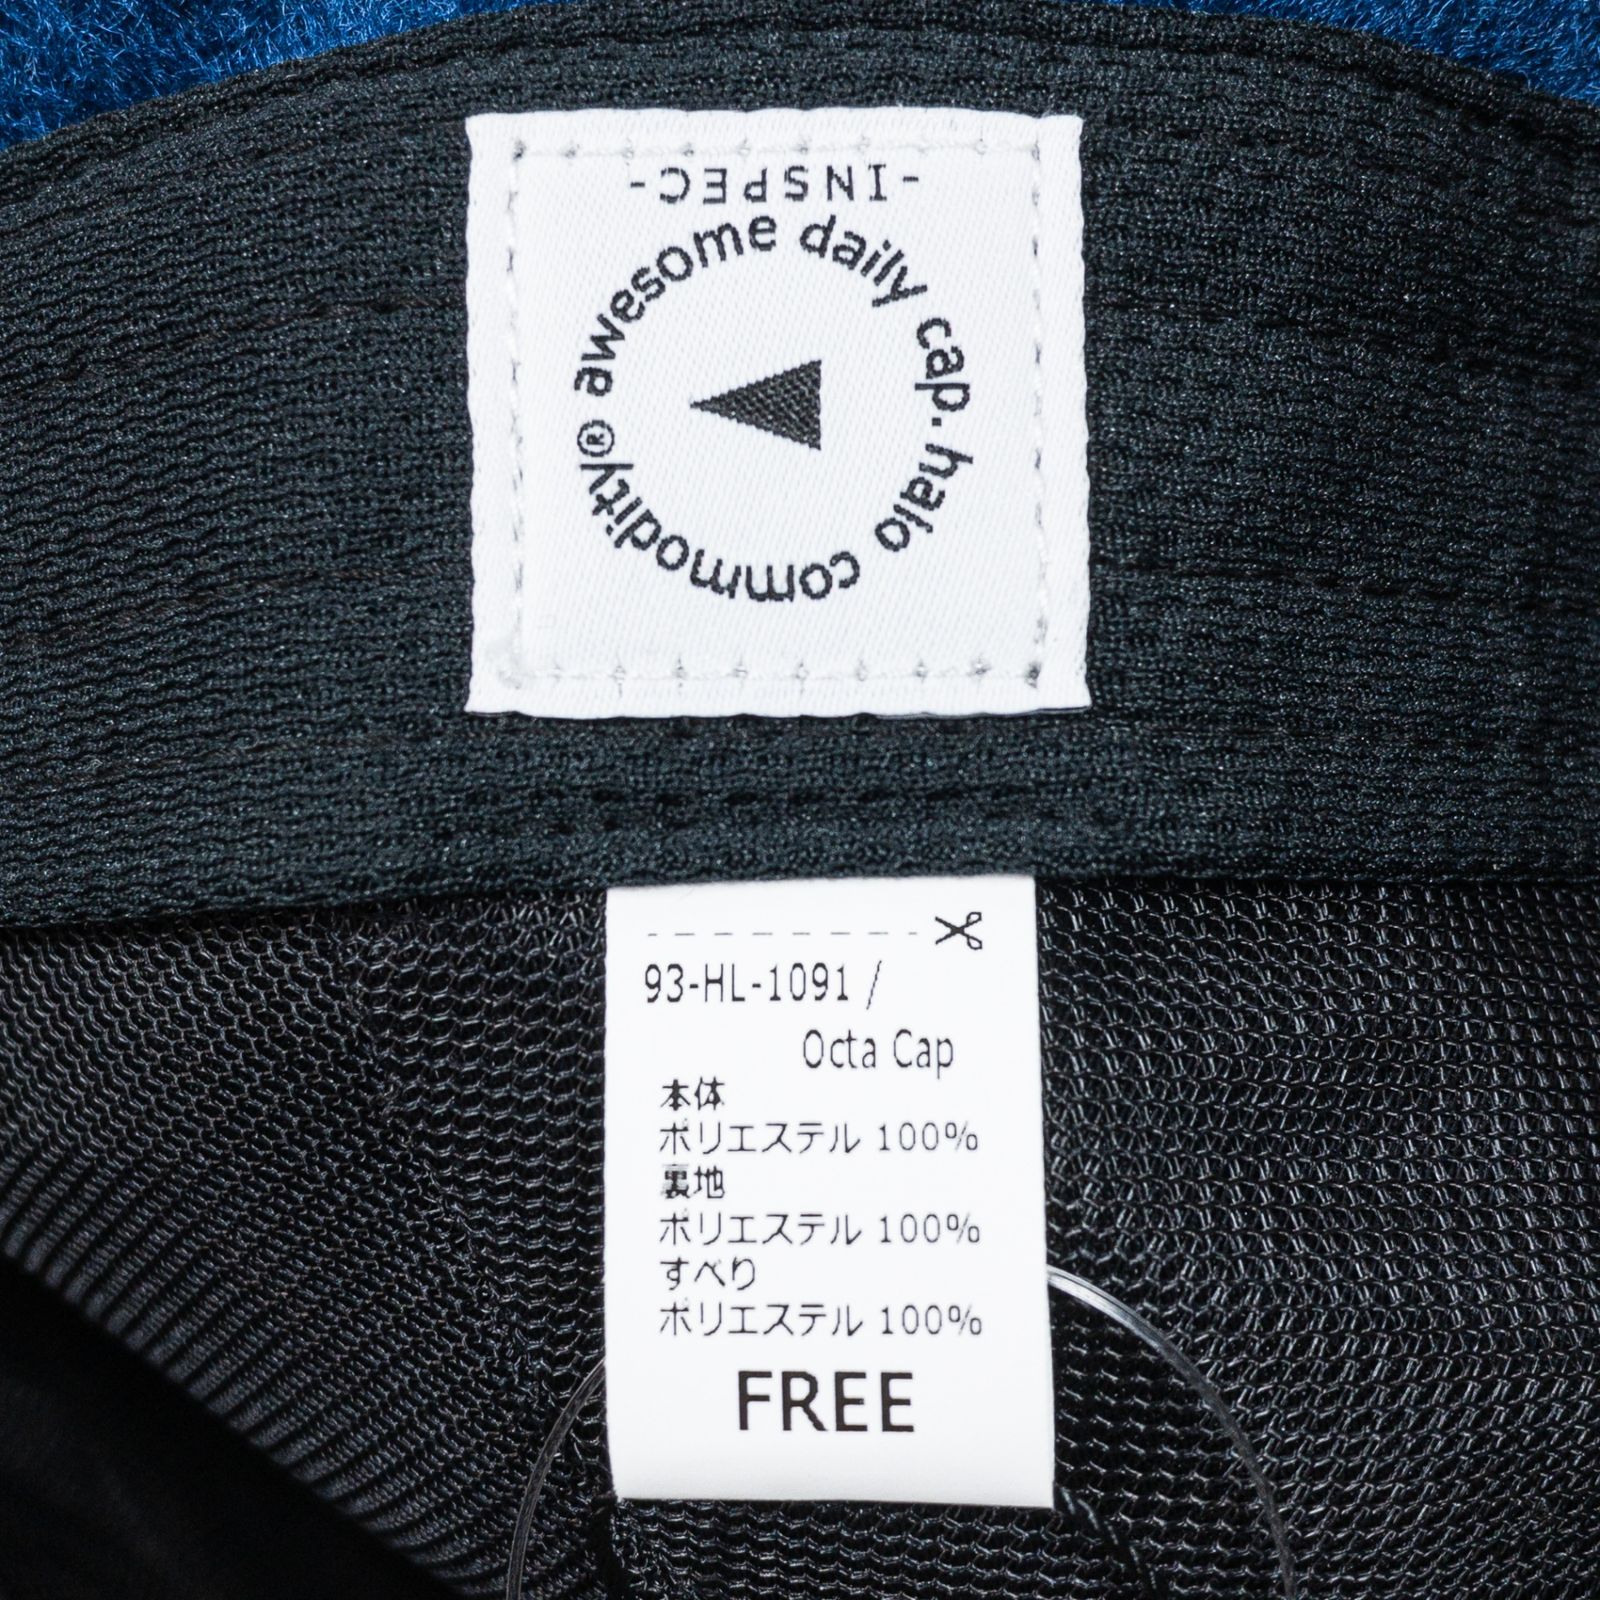 -INSPEC-
awesome daily cap. halo commodity®
93-HL-1091 /
Octa Cap
本体
ポリエステル 100%
裏地
ポリエステル 100%
すべり
ポリエステル 100%
FREE